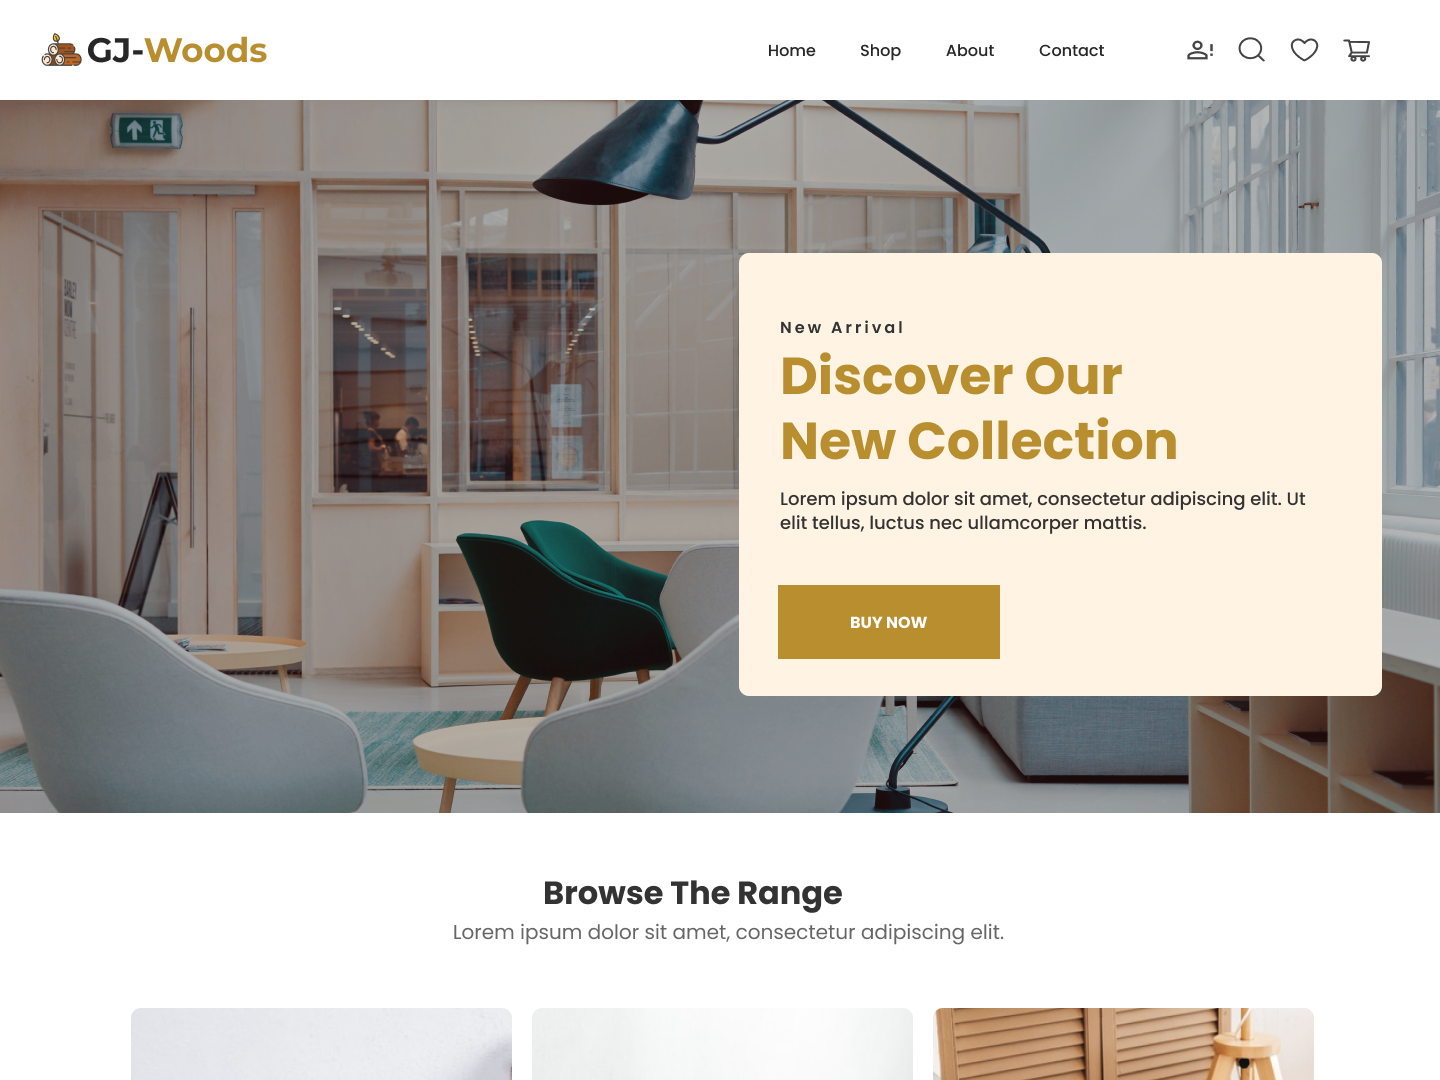 GJ-Woods
Home Shop About Contact
New Arrival
Discover Our
New Collection
Lorem ipsum dolor sit amet, consectetur adipiscing elit. Ut
elit tellus, luctus nec ullamcorper mattis.
BUY NOW
Browse The Range
Lorem ipsum dolor sit amet, consectetur adipiscing elit.